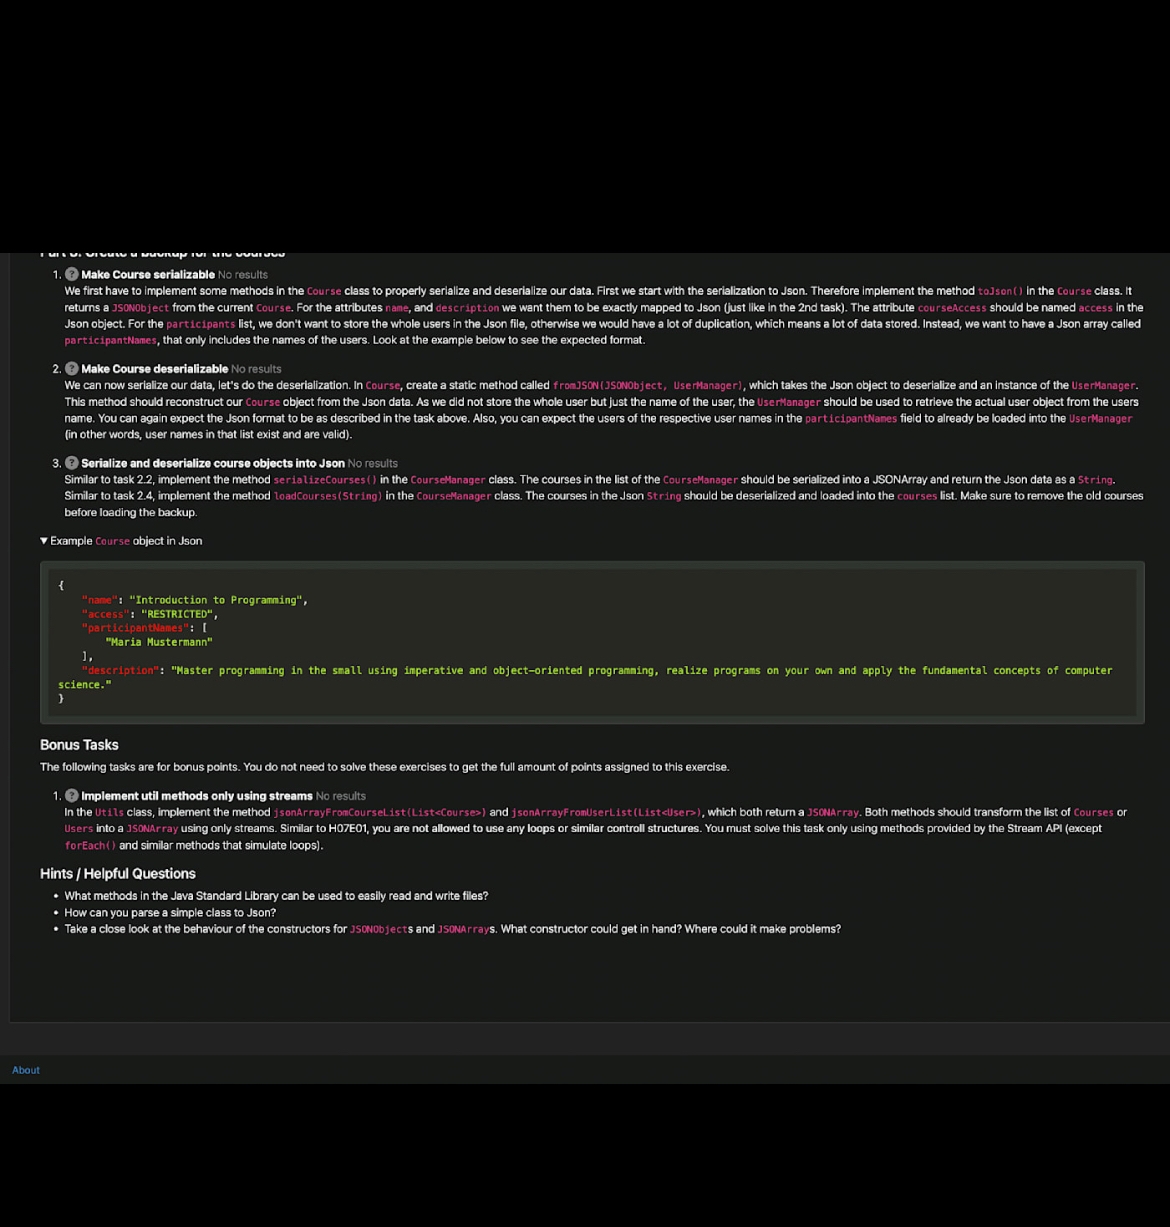 Part 3: Create a backup for the courses
1. ? Make Course serializable No results
We first have to implement some methods in the Course class to properly serialize and deserialize our data. First we start with the serialization to Json. Therefore implement the method toJson() in the Course class. It
returns a JSONObject from the current Course. For the attributes name, and description we want them to be exactly mapped to Json (just like in the 2nd task). The attribute courseAccess should be named access in the
Json object. For the participants list, we don't want to store the whole users in the Json file, otherwise we would have a lot of duplication, which means a lot of data stored. Instead, we want to have a Json array called
participantNames, that only includes the names of the users. Look at the example below to see the expected format.
2. ? Make Course deserializable No results
We can now serialize our data, let's do the deserialization. In Course, create a static method called fromJSON(JSONObject, UserManager), which takes the Json object to deserialize and an instance of the UserManager.
This method should reconstruct our Course object from the Json data. As we did not store the whole user but just the name of the user, the UserManager should be used to retrieve the actual user object from the users
name. You can again expect the Json format to be as described in the task above. Also, you can expect the users of the respective user names in the participantNames field to already be loaded into the UserManager
(in other words, user names in that list exist and are valid).
3. ? Serialize and deserialize course objects into Json No results
Similar to task 2.2, implement the method serializeCourses() in the CourseManager class. The courses in the list of the CourseManager should be serialized into a JSONArray and return the Json data as a String.
Similar to task 2.4, implement the method loadCourses(String) in the CourseManager class. The courses in the Json String should be deserialized and loaded into the courses list. Make sure to remove the old courses
before loading the backup.
▼ Example Course object in Json
{
"name": "Introduction to Programming",
"access": "RESTRICTED",
"participantNames": [
"Maria Mustermann"
],
"description": "Master programming in the small using imperative and object-oriented programming, realize programs on your own and apply the fundamental concepts of computer
science."
}
Bonus Tasks
The following tasks are for bonus points. You do not need to solve these exercises to get the full amount of points assigned to this exercise.
1. ? Implement util methods only using streams No results
In the Utils class, implement the method jsonArrayFromCourseList(List<Course>) and jsonArrayFromUserList(List<User>), which both return a JSONArray. Both methods should transform the list of Courses or
Users into a JSONArray using only streams. Similar to H07E01, you are not allowed to use any loops or similar controll structures. You must solve this task only using methods provided by the Stream API (except
forEach() and similar methods that simulate loops).
Hints / Helpful Questions
• What methods in the Java Standard Library can be used to easily read and write files?
• How can you parse a simple class to Json?
• Take a close look at the behaviour of the constructors for JSONObjects and JSONArrays. What constructor could get in hand? Where could it make problems?
About